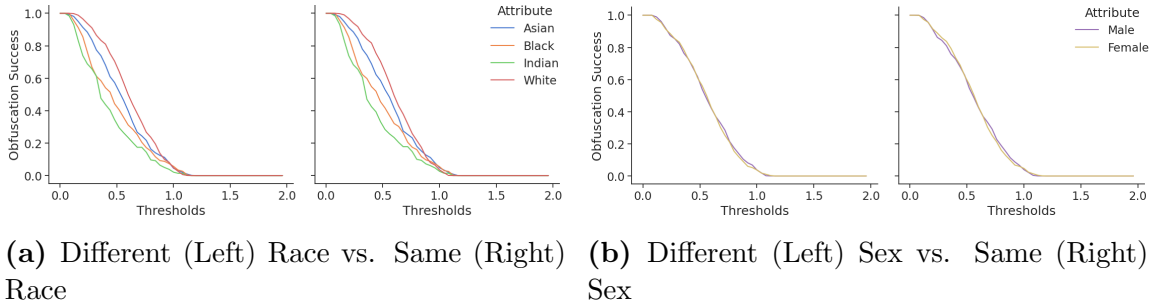 Obfuscation Success
1.0
0.8
0.6
0.4
0.2
0.0
0.0 0.5 1.0 1.5 2.0
Thresholds
0.0 0.5 1.0 1.5 2.0
Thresholds
Attribute
Asian
Black
Indian
White
Obfuscation Success
1.0
0.8
0.6
0.4
0.2
0.0
0.0 0.5 1.0 1.5 2.0
Thresholds
0.0 0.5 1.0 1.5 2.0
Thresholds
Attribute
Male
Female
(a) Different (Left) Race vs. Same (Right)
Race
(b) Different (Left) Sex vs. Same (Right)
Sex